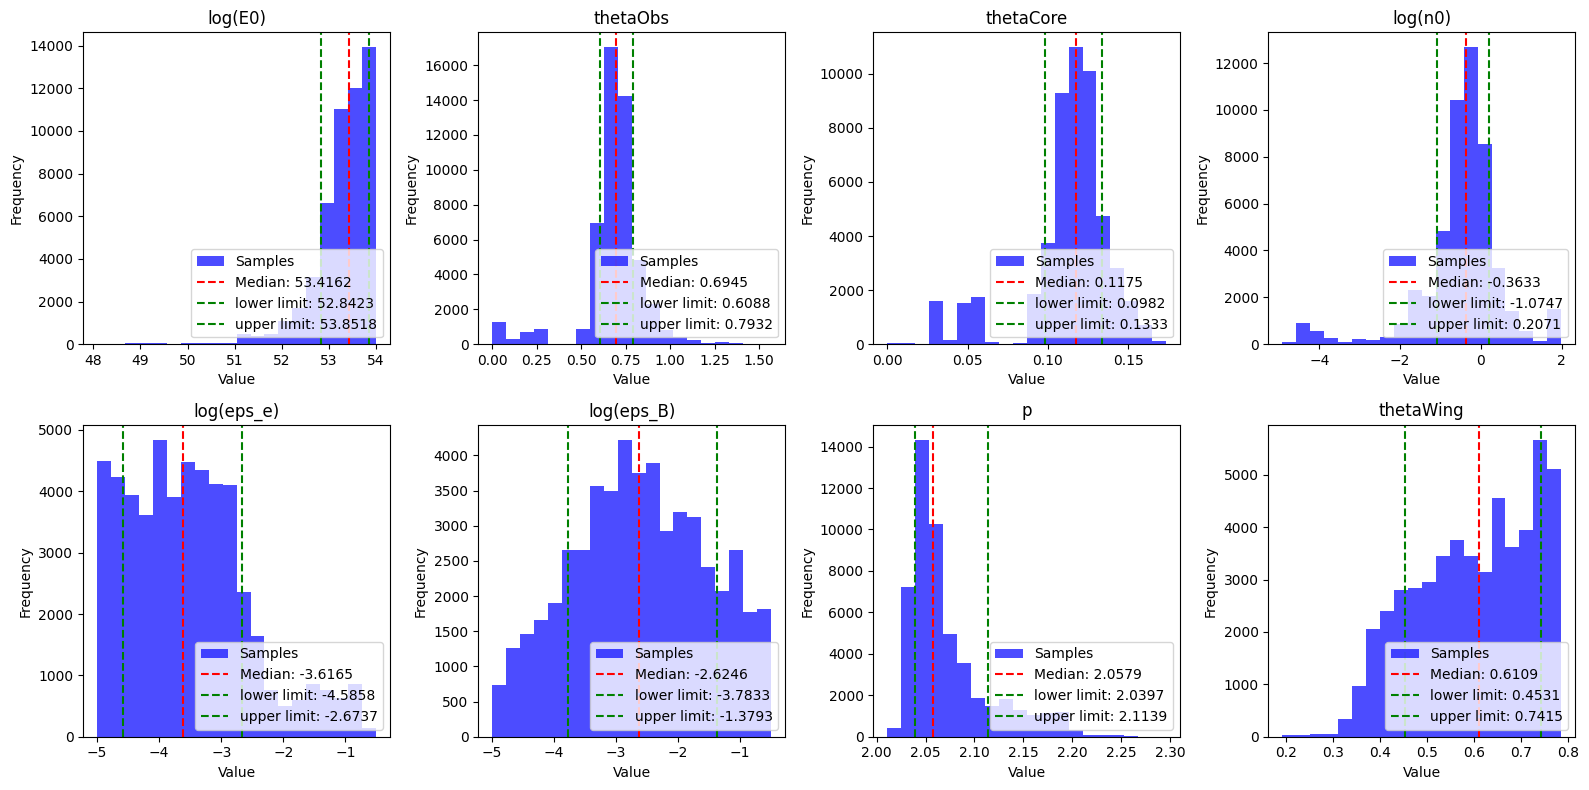 log(E0)
14000
12000
10000
8000
6000
4000
2000
0
Frequency
48 49 50 51 52 53 54
Value
Samples
Median: 53.4162
lower limit: 52.8423
upper limit: 53.8518
thetaObs
16000
14000
12000
10000
8000
6000
4000
2000
0
Frequency
0.00 0.25 0.50 0.75 1.00 1.25 1.50
Value
Samples
Median: 0.6945
lower limit: 0.6088
upper limit: 0.7932
thetaCore
10000
8000
6000
4000
2000
0
Frequency
0.00 0.05 0.10 0.15
Value
Samples
Median: 0.1175
lower limit: 0.0982
upper limit: 0.1333
log(n0)
12000
10000
8000
6000
4000
2000
0
Frequency
−4 −2 0 2
Value
Samples
Median: -0.3633
lower limit: -1.0747
upper limit: 0.2071
log(eps_e)
5000
4000
3000
2000
1000
0
Frequency
−5 −4 −3 −2 −1
Value
Samples
Median: -3.6165
lower limit: -4.5858
upper limit: -2.6737
log(eps_B)
4000
3500
3000
2500
2000
1500
1000
500
0
Frequency
−5 −4 −3 −2 −1
Value
Samples
Median: -2.6246
lower limit: -3.7833
upper limit: -1.3793
p
14000
12000
10000
8000
6000
4000
2000
0
Frequency
2.00 2.05 2.10 2.15 2.20 2.25 2.30
Value
Samples
Median: 2.0579
lower limit: 2.0397
upper limit: 2.1139
thetaWing
5000
4000
3000
2000
1000
0
Frequency
0.2 0.3 0.4 0.5 0.6 0.7 0.8
Value
Samples
Median: 0.6109
lower limit: 0.4531
upper limit: 0.7415